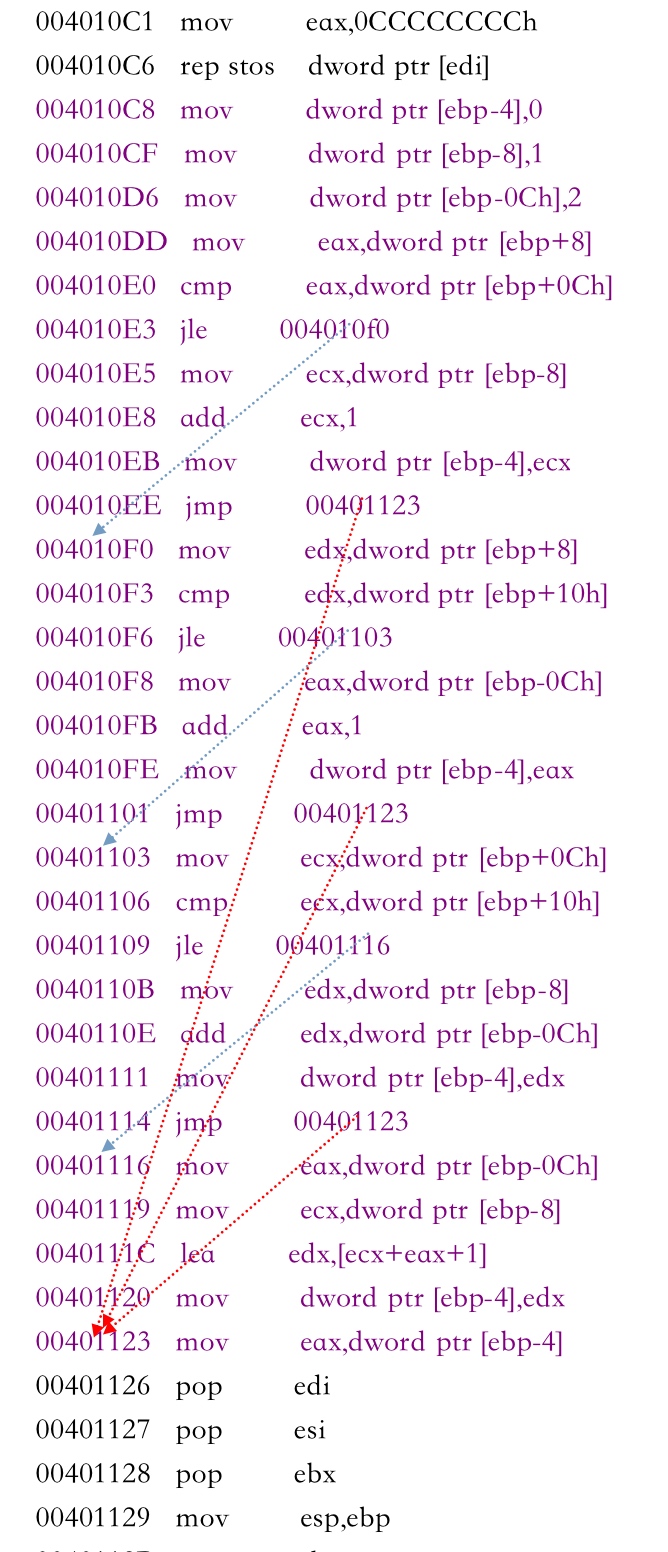 004010C1 mov eax,0CCCCCCCCh
004010C6 rep stos dword ptr [edi]
004010C8 mov dword ptr [ebp-4],0
004010CF mov dword ptr [ebp-8],1
004010D6 mov dword ptr [ebp-0Ch],2
004010DD mov eax,dword ptr [ebp+8]
004010E0 cmp eax,dword ptr [ebp+0Ch]
004010E3 jle 004010f0
004010E5 mov ecx,dword ptr [ebp-8]
004010E8 add ecx,1
004010EB mov dword ptr [ebp-4],ecx
004010EE jmp 00401123
004010F0 mov edx,dword ptr [ebp+8]
004010F3 cmp edx,dword ptr [ebp+10h]
004010F6 jle 00401103
004010F8 mov eax,dword ptr [ebp-0Ch]
004010FB add eax,1
004010FE mov dword ptr [ebp-4],eax
00401101 jmp 00401123
00401103 mov ecx,dword ptr [ebp+0Ch]
00401106 cmp ecx,dword ptr [ebp+10h]
00401109 jle 00401116
0040110B mov edx,dword ptr [ebp-8]
0040110E add edx,dword ptr [ebp-0Ch]
00401111 mov dword ptr [ebp-4],edx
00401114 jmp 00401123
00401116 mov eax,dword ptr [ebp-0Ch]
00401119 mov ecx,dword ptr [ebp-8]
0040111C lea edx,[ecx+eax+1]
00401120 mov dword ptr [ebp-4],edx
00401123 mov eax,dword ptr [ebp-4]
00401126 pop edi
00401127 pop esi
00401128 pop ebx
00401129 mov esp,ebp